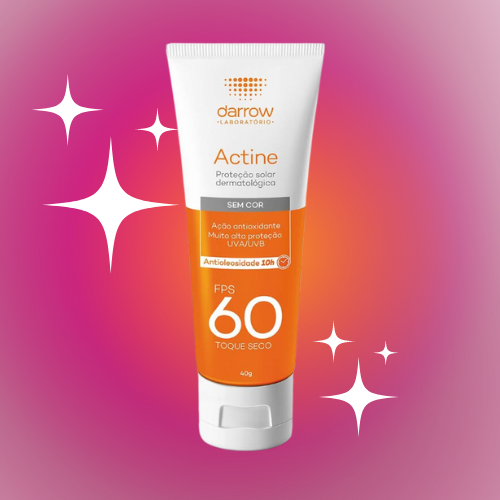 darrow
•LABORATÓRIO•
Actine
Proteção solar
dermatológica
SEM COR
Ação antioxidante
Muito alta proteção
UVA/UVB
Antioleosidade 10h
FPS
60
TOQUE SECO
40g